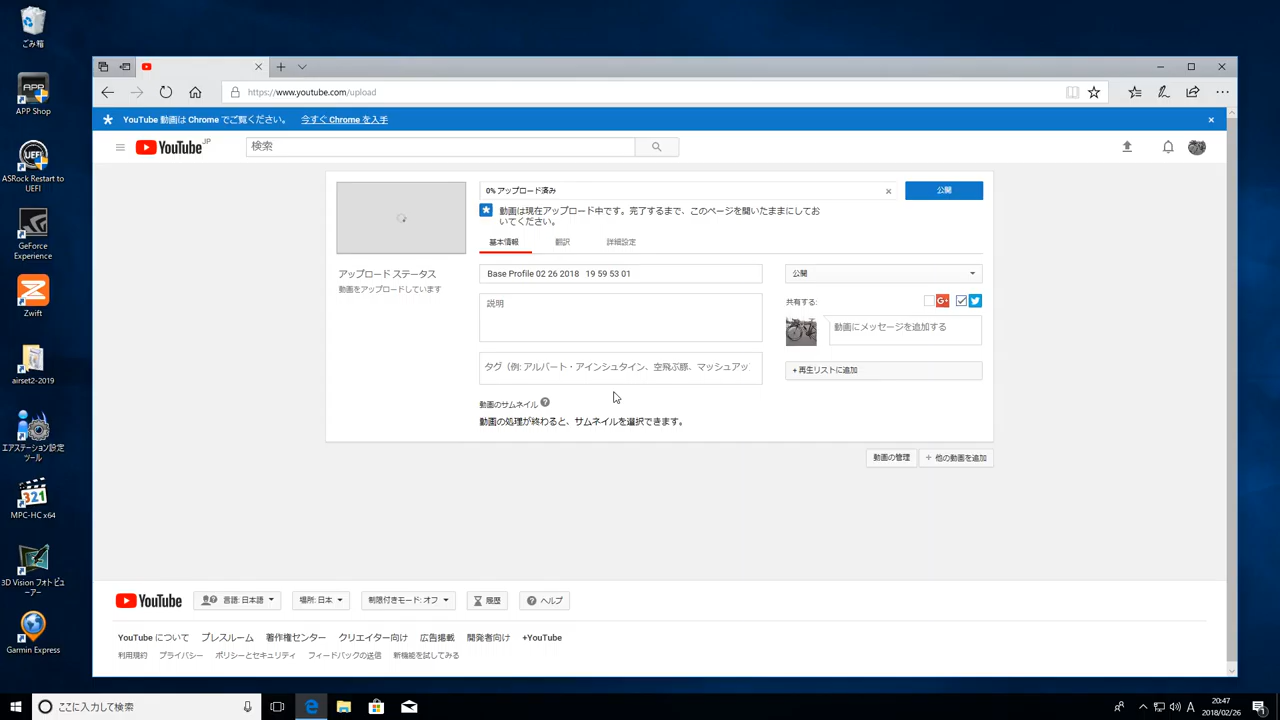 ごみ箱
APP
APP Shop
UEFI
ASRock Restart to
UEFI
GeForce
Experience
Zwift
airset2-2019
エアステーション設定
ツール
321
MPC-HC x64
3D Vision フォトビュ
ーアー
Garmin Express
https://www.youtube.com/upload
YouTube 動画は Chrome でご覧ください。 今すぐ Chrome を入手
YouTube JP
検索
0% アップロード済み
公開
動画は現在アップロード中です。完了するまで、このページを開いたままにしてお
いてください。
基本情報 翻訳 詳細設定
アップロード ステータス
動画をアップロードしています
Base Profile 02 26 2018 19 59 53 01
公開
説明
共有する:
G+
動画にメッセージを追加する
タグ（例: アルバート・アインシュタイン、空飛ぶ豚、マッシュアッ
+ 再生リストに追加
動画のサムネイル ?
動画の処理が終わると、サムネイルを選択できます。
動画の管理 + 他の動画を追加
YouTube 言語: 日本語 場所: 日本 制限付きモード: オフ 履歴 ? ヘルプ
YouTube について プレスルーム 著作権センター クリエイター向け 広告掲載 開発者向け +YouTube
利用規約 プライバシー ポリシーとセキュリティ フィードバックの送信 新機能を試してみる
ここに入力して検索
A
20:47
2018/02/26
1